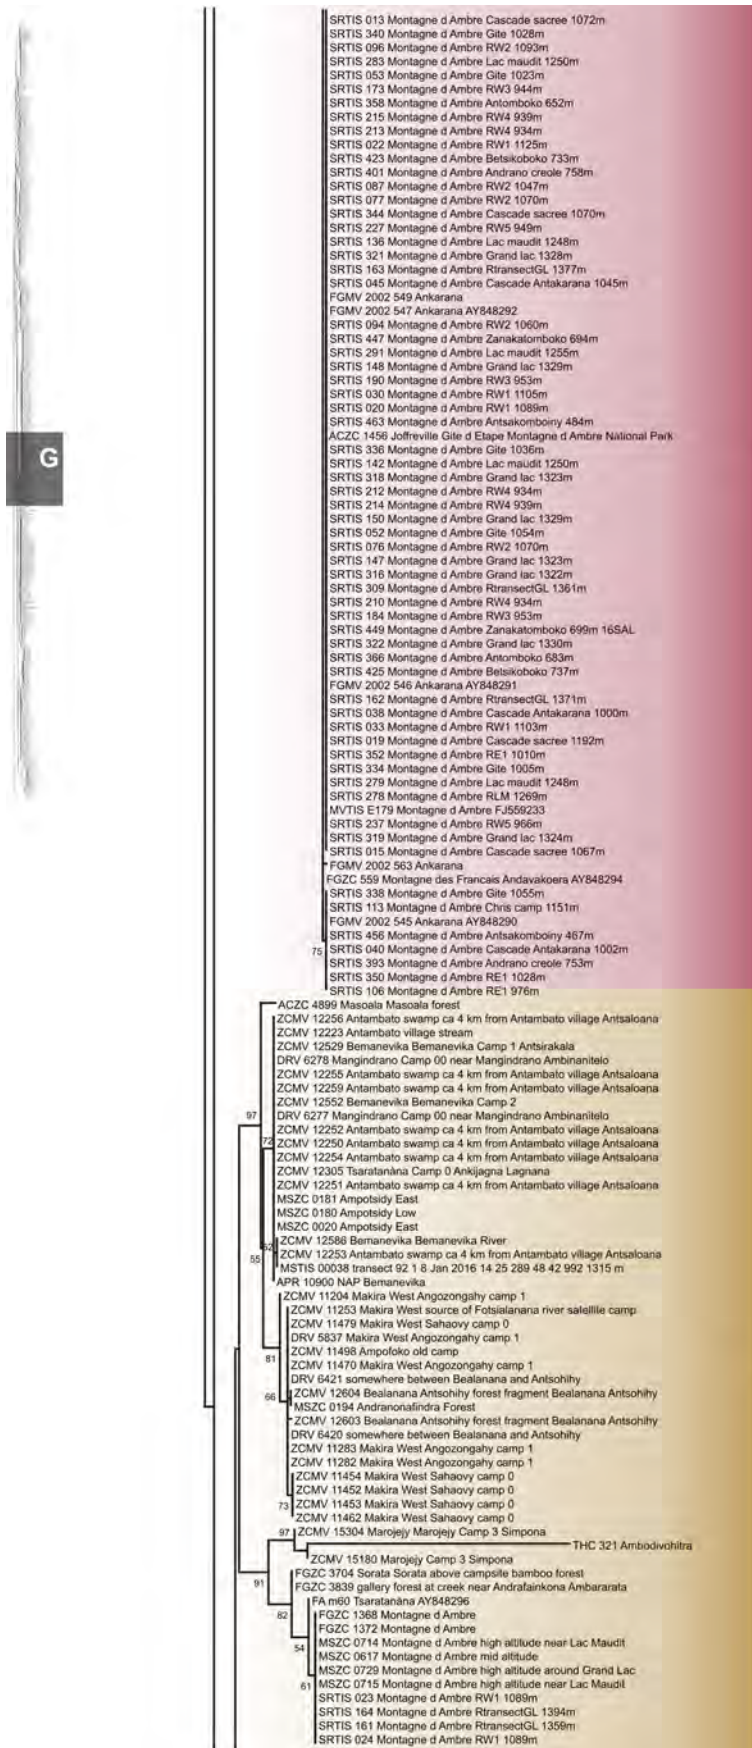 SRTIS 013 Montagne d Ambre Cascade sacree 1072m
SRTIS 340 Montagne d Ambre Gite 1028m
SRTIS 096 Montagne d Ambre RW2 1093m
SRTIS 283 Montagne d Ambre Lac maudit 1250m
SRTIS 053 Montagne d Ambre Gite 1023m
SRTIS 173 Montagne d Ambre RW3 944m
SRTIS 358 Montagne d Ambre Antomboko 652m
SRTIS 215 Montagne d Ambre RW4 939m
SRTIS 213 Montagne d Ambre RW4 934m
SRTIS 022 Montagne d Ambre RW1 1125m
SRTIS 423 Montagne d Ambre Betsikoboko 733m
SRTIS 401 Montagne d Ambre Andrano creole 758m
SRTIS 087 Montagne d Ambre RW2 1047m
SRTIS 077 Montagne d Ambre RW2 1070m
SRTIS 344 Montagne d Ambre Cascade sacree 1070m
SRTIS 227 Montagne d Ambre RW5 949m
SRTIS 136 Montagne d Ambre Lac maudit 1248m
SRTIS 321 Montagne d Ambre Grand lac 1328m
SRTIS 163 Montagne d Ambre RtransectGL 1377m
SRTIS 045 Montagne d Ambre Cascade Antakarana 1045m
FGMV 2002 549 Ankarana
FGMV 2002 547 Ankarana AY848292
SRTIS 094 Montagne d Ambre RW2 1060m
SRTIS 447 Montagne d Ambre Zanakatomboko 694m
SRTIS 291 Montagne d Ambre Lac maudit 1255m
SRTIS 148 Montagne d Ambre Grand lac 1329m
SRTIS 190 Montagne d Ambre RW3 953m
SRTIS 030 Montagne d Ambre RW1 1105m
SRTIS 020 Montagne d Ambre RW1 1089m
SRTIS 463 Montagne d Ambre Antsakomboiny 484m
ACZC 1456 Joffreville Gite d Etape Montagne d Ambre National Park
G
SRTIS 336 Montagne d Ambre Gite 1036m
SRTIS 142 Montagne d Ambre Lac maudit 1250m
SRTIS 318 Montagne d Ambre Grand lac 1323m
SRTIS 212 Montagne d Ambre RW4 934m
SRTIS 214 Montagne d Ambre RW4 939m
SRTIS 150 Montagne d Ambre Grand lac 1329m
SRTIS 052 Montagne d Ambre Gite 1054m
SRTIS 076 Montagne d Ambre RW2 1070m
SRTIS 147 Montagne d Ambre Grand lac 1323m
SRTIS 316 Montagne d Ambre Grand lac 1322m
SRTIS 309 Montagne d Ambre RtransectGL 1361m
SRTIS 210 Montagne d Ambre RW4 934m
SRTIS 184 Montagne d Ambre RW3 953m
SRTIS 449 Montagne d Ambre Zanakatomboko 699m 16SAL
SRTIS 322 Montagne d Ambre Grand lac 1330m
SRTIS 366 Montagne d Ambre Antomboko 683m
SRTIS 425 Montagne d Ambre Betsikoboko 737m
FGMV 2002 546 Ankarana AY848291
SRTIS 162 Montagne d Ambre RtransectGL 1371m
SRTIS 038 Montagne d Ambre Cascade Antakarana 1000m
SRTIS 033 Montagne d Ambre RW1 1103m
SRTIS 019 Montagne d Ambre Cascade sacree 1192m
SRTIS 352 Montagne d Ambre RE1 1010m
SRTIS 334 Montagne d Ambre Gite 1005m
SRTIS 279 Montagne d Ambre Lac maudit 1248m
SRTIS 278 Montagne d Ambre RLM 1269m
MVTIS E179 Montagne d Ambre FJ559233
SRTIS 237 Montagne d Ambre RW5 966m
SRTIS 319 Montagne d Ambre Grand lac 1324m
SRTIS 015 Montagne d Ambre Cascade sacree 1067m
FGMV 2002 563 Ankarana
FGZC 559 Montagne des Francais Andavakoera AY848294
SRTIS 338 Montagne d Ambre Gite 1055m
SRTIS 113 Montagne d Ambre Chris camp 1151m
FGMV 2002 545 Ankarana AY848290
SRTIS 456 Montagne d Ambre Antsakomboiny 467m
75
SRTIS 040 Montagne d Ambre Cascade Antakarana 1002m
SRTIS 393 Montagne d Ambre Andrano creole 753m
SRTIS 350 Montagne d Ambre RE1 1028m
SRTIS 106 Montagne d Ambre RE1 976m
ACZC 4899 Masoala Masoala forest
ZCMV 12256 Antambato swamp ca 4 km from Antambato village Antsaloana
ZCMV 12223 Antambato village stream
ZCMV 12529 Bemanevika Bemanevika Camp 1 Antsirakala
DRV 6278 Mangindrano Camp 00 near Mangindrano Ambinanitelo
ZCMV 12255 Antambato swamp ca 4 km from Antambato village Antsaloana
ZCMV 12259 Antambato swamp ca 4 km from Antambato village Antsaloana
ZCMV 12552 Bemanevika Bemanevika Camp 2
97
DRV 6277 Mangindrano Camp 00 near Mangindrano Ambinanitelo
ZCMV 12252 Antambato swamp ca 4 km from Antambato village Antsaloana
72
ZCMV 12250 Antambato swamp ca 4 km from Antambato village Antsaloana
ZCMV 12254 Antambato swamp ca 4 km from Antambato village Antsaloana
ZCMV 12305 Tsaratanàna Camp 0 Ankijagna Lagnana
ZCMV 12251 Antambato swamp ca 4 km from Antambato village Antsaloana
MSZC 0181 Ampotsidy East
MSZC 0180 Ampotsidy Low
MSZC 0020 Ampotsidy East
ZCMV 12586 Bemanevika Bemanevika River
55
62
ZCMV 12253 Antambato swamp ca 4 km from Antambato village Antsaloana
MSTIS 00038 transect 92 1 8 Jan 2016 14 25 289 48 42 992 1315 m
APR 10900 NAP Bemanevika
ZCMV 11204 Makira West Angozongahy camp 1
ZCMV 11253 Makira West source of Fotsialanana river satellite camp
ZCMV 11479 Makira West Sahaovy camp 0
DRV 5837 Makira West Angozongahy camp 1
ZCMV 11498 Ampofoko old camp
81
ZCMV 11470 Makira West Angozongahy camp 1
DRV 6421 somewhere between Bealanana and Antsohihy
66
ZCMV 12604 Bealanana Antsohihy forest fragment Bealanana Antsohihy
MSZC 0194 Andranonafindra Forest
ZCMV 12603 Bealanana Antsohihy forest fragment Bealanana Antsohihy
DRV 6420 somewhere between Bealanana and Antsohihy
ZCMV 11283 Makira West Angozongahy camp 1
ZCMV 11282 Makira West Angozongahy camp 1
ZCMV 11454 Makira West Sahaovy camp 0
ZCMV 11452 Makira West Sahaovy camp 0
73
ZCMV 11453 Makira West Sahaovy camp 0
ZCMV 11462 Makira West Sahaovy camp 0
97
ZCMV 15304 Marojejy Marojejy Camp 3 Simpona
THC 321 Ambodivohitra
ZCMV 15180 Marojejy Camp 3 Simpona
91
FGZC 3704 Sorata Sorata above campsite bamboo forest
FGZC 3839 gallery forest at creek near Andrafainkona Ambararata
82
FA m60 Tsaratanàna AY848296
FGZC 1368 Montagne d Ambre
FGZC 1372 Montagne d Ambre
54
MSZC 0714 Montagne d Ambre high altitude near Lac Maudit
MSZC 0617 Montagne d Ambre mid altitude
MSZC 0729 Montagne d Ambre high altitude around Grand Lac
61
MSZC 0715 Montagne d Ambre high altitude near Lac Maudit
SRTIS 023 Montagne d Ambre RW1 1089m
SRTIS 164 Montagne d Ambre RtransectGL 1394m
SRTIS 161 Montagne d Ambre RtransectGL 1359m
SRTIS 024 Montagne d Ambre RW1 1089m